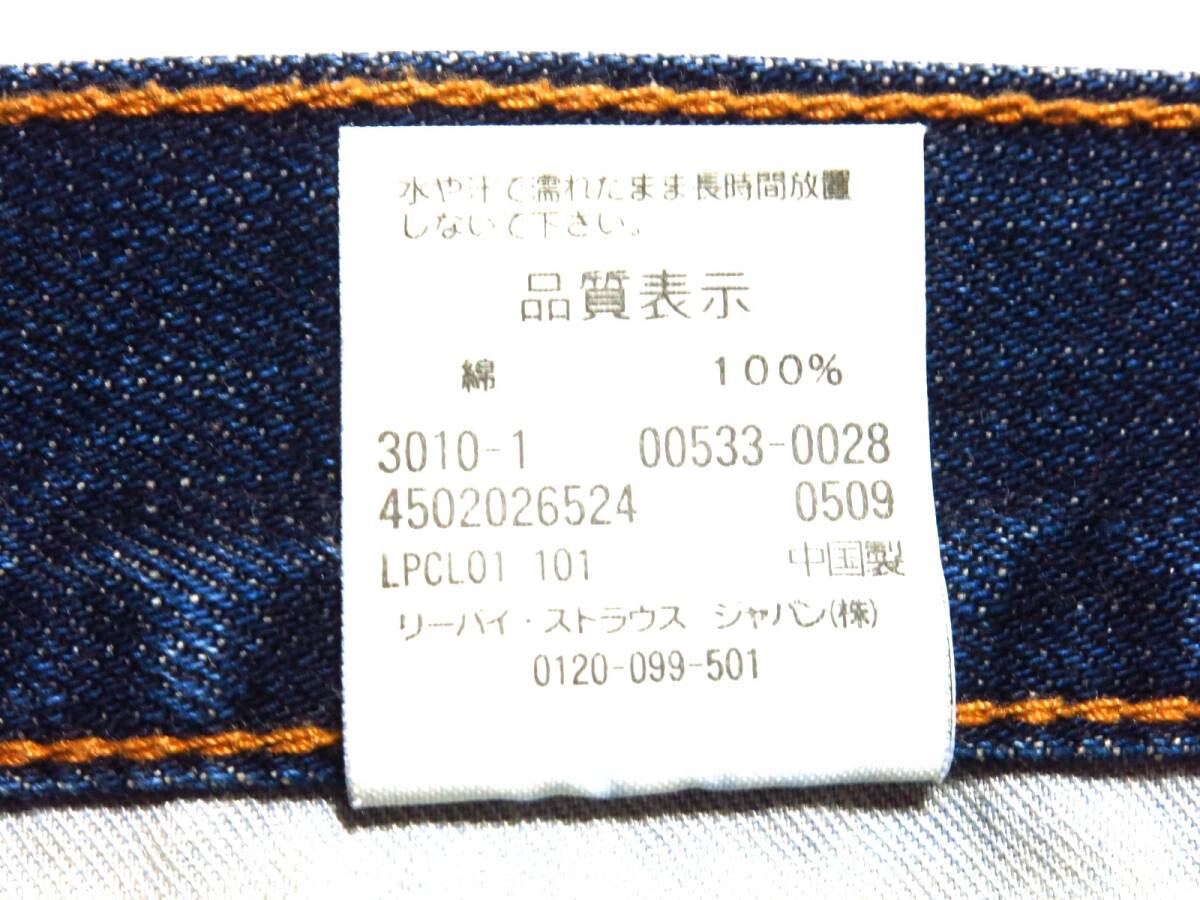 水や汗で濡れたまま長時間放置
しないで下さい。
品質表示
綿 100%
3010-1 00533-0028
4502026524 0509
LPCL01 101 中国製
リーバイ・ストラウス ジャパン(株)
0120-099-501